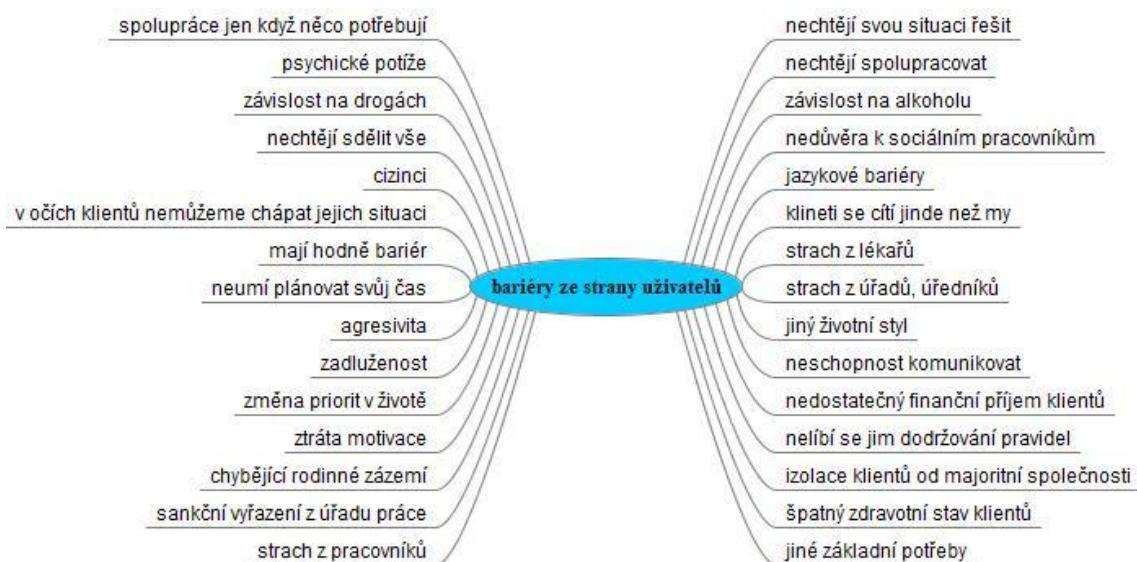 spolupráce jen když něco potřebují
psychické potíže
závislost na drogách
nechtějí sdělit vše
cizinci
v očích klientů nemůžeme chápat jejich situaci
mají hodně bariér
neumí plánovat svůj čas
agresivita
zadluženost
změna priorit v životě
ztráta motivace
chybějící rodinné zázemí
sankční vyřazení z úřadu práce
strach z pracovníků
bariéry ze strany uživatelů
nechtějí svou situaci řešit
nechtějí spolupracovat
závislost na alkoholu
nedůvěra k sociálním pracovníkům
jazykové bariéry
klineti se cítí jinde než my
strach z lékařů
strach z úřadů, úředníků
jiný životní styl
neschopnost komunikovat
nedostatečný finanční příjem klientů
nelíbí se jim dodržování pravidel
izolace klientů od majoritní společnosti
špatný zdravotní stav klientů
jiné základní potřeby